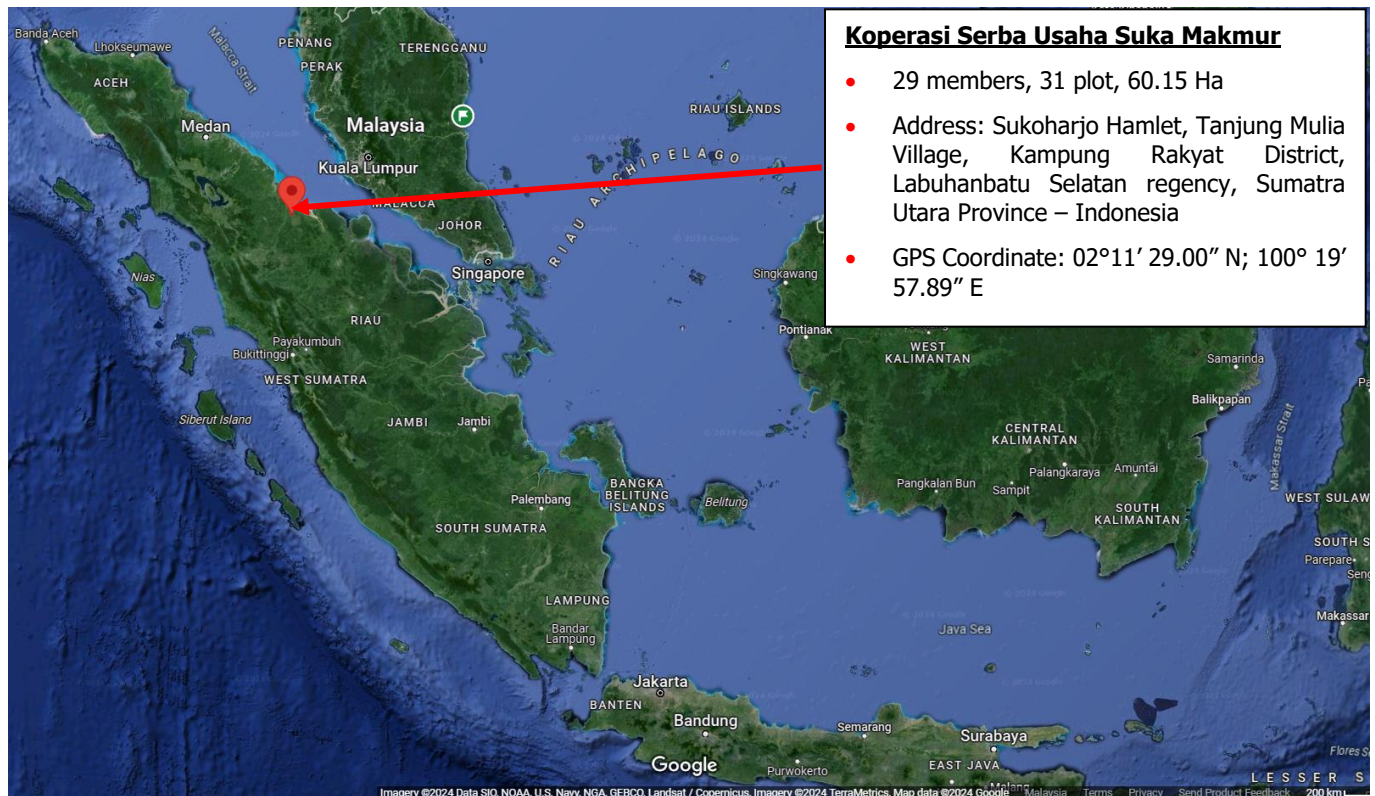 Koperasi Serba Usaha Suka Makmur
29 members, 31 plot, 60.15 Ha
Address: Sukoharjo Hamlet, Tanjung Mulia
Village, Kampung Rakyat District,
Labuhanbatu Selatan regency, Sumatra
Utara Province – Indonesia
GPS Coordinate: 02°11’ 29.00” N; 100° 19’
57.89” E
Banda Aceh
Lhokseumawe
ACEH
Malacca
Strait
PENANG
PERAK
TERENGGANU
Medan
Malaysia
Kuala Lumpur
RIAU ISLANDS
RIAU ARCHIPELAGO
MALACCA
JOHOR
Singapore
Nias
Singkawang
RIAU
Pontianak
WEST
KALIMANTAN
Payakumbuh
Bukittinggi
WEST SUMATRA
Samarinda
Balikpapan
Siberut Island
JAMBI
Jambi
CENTRAL
KALIMANTAN
Palangkaraya
Amuntai
Pangkalan Bun
Sampit
Makassar Strait
BANGKA
BELITUNG
ISLANDS
Belitung
Palembang
SOUTH SUMATRA
SOUTH
KALIMANTAN
WEST SULAW
SOUTH S
Parepare
Seng
LAMPUNG
Bandar
Lampung
Java Sea
Makassar
Jakarta
BANTEN
Bandung
Semarang
Surabaya
Google
Purwokerto
EAST JAVA
Malang
Flores S
LESSER S
Imagery ©2024 Data SIO, NOAA, U.S. Navy, NGA, GEBCO, Landsat / Copernicus, Imagery ©2024 TerraMetrics, Map data ©2024 Google Malaysia Terms Privacy Send Product Feedback 200 km